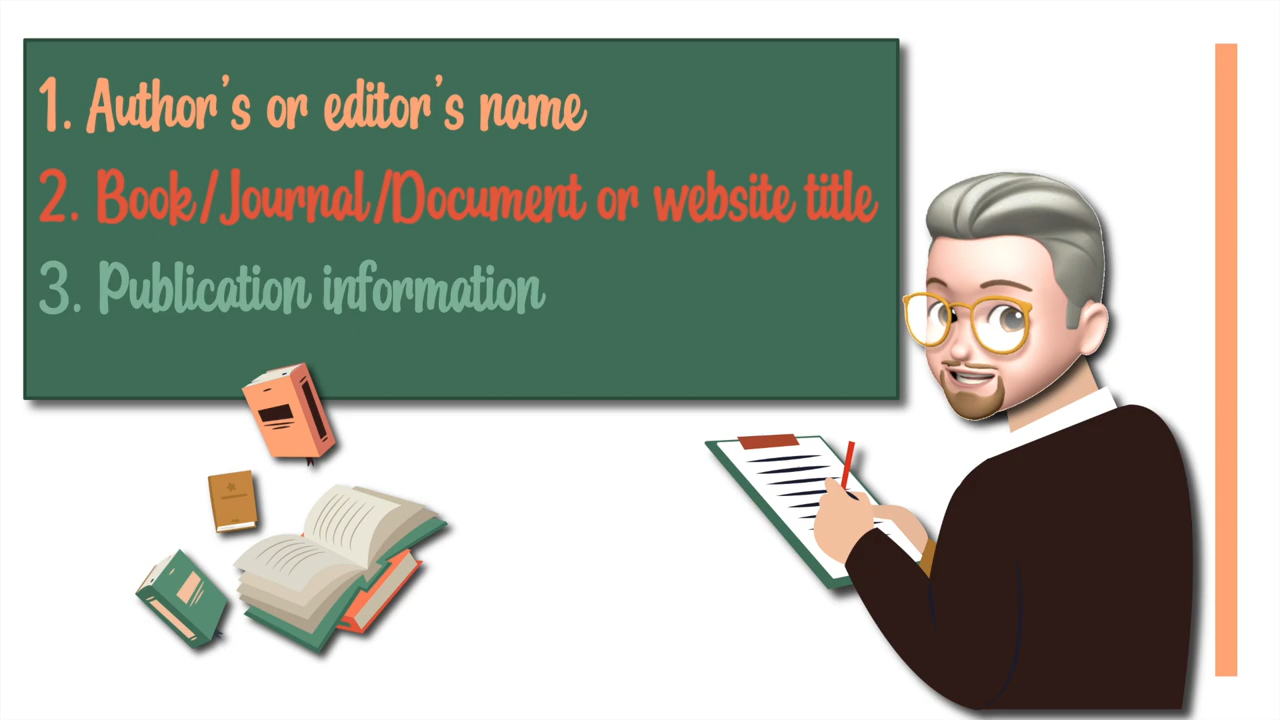 1. Author's or editor's name
2. Book/Journal/Document or website title
3. Publication information